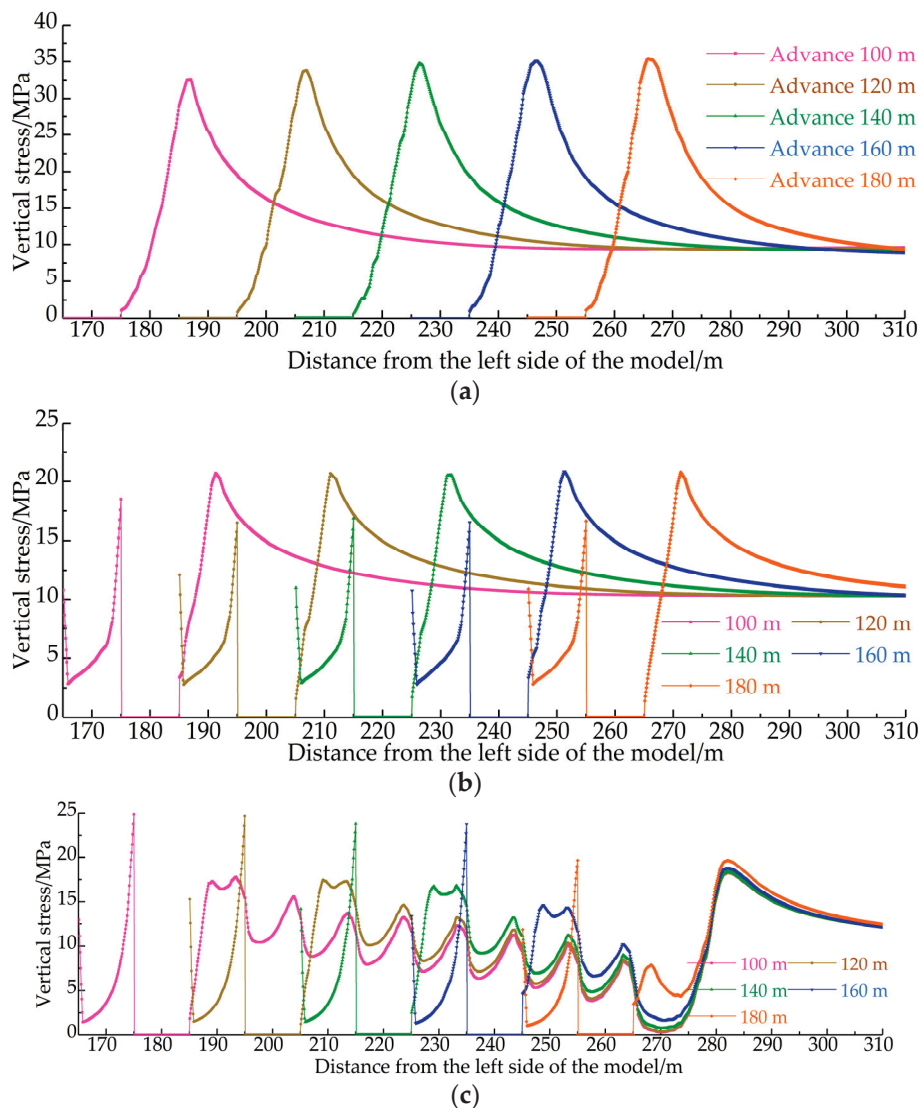 40
35
30
25
20
15
10
5
0
Vertical stress/MPa
Advance 100 m
Advance 120 m
Advance 140 m
Advance 160 m
Advance 180 m
170 180 190 200 210 220 230 240 250 260 270 280 290 300 310
Distance from the left side of the model/m
(a)
25
20
15
10
5
0
Vertical stress/MPa
100 m 120 m
140 m 160 m
180 m
170 180 190 200 210 220 230 240 250 260 270 280 290 300 310
Distance from the left side of the model/m
(b)
25
20
15
10
5
0
Vertical stress/MPa
100 m 120 m
140 m 160 m
180 m
170 180 190 200 210 220 230 240 250 260 270 280 290 300 310
Distance from the left side of the model/m
(c)